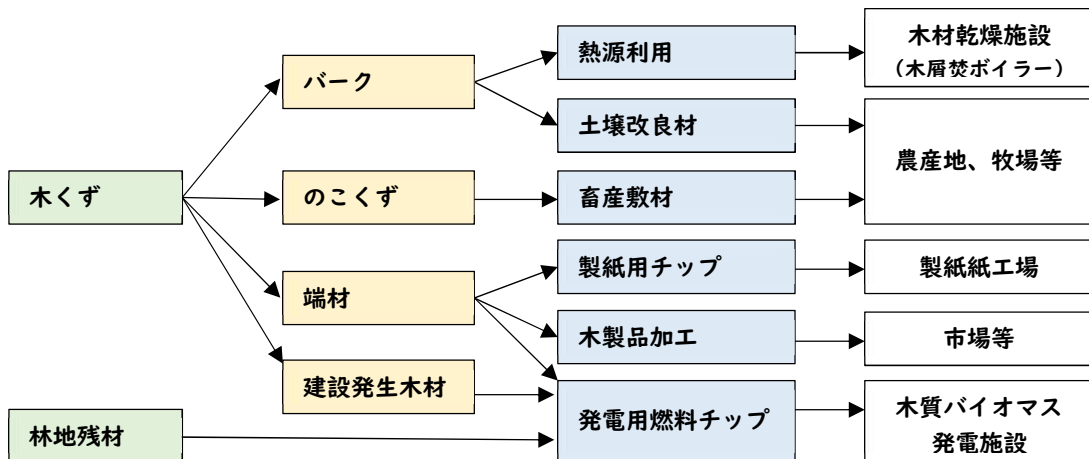 木くず
林地残材
バーク
のこくず
端材
建設発生木材
熱源利用
土壌改良材
畜産敷材
製紙用チップ
木製品加工
発電用燃料チップ
木材乾燥施設
（木屑焚ボイラー）
農産地、牧場等
製紙紙工場
市場等
木質バイオマス
発電施設